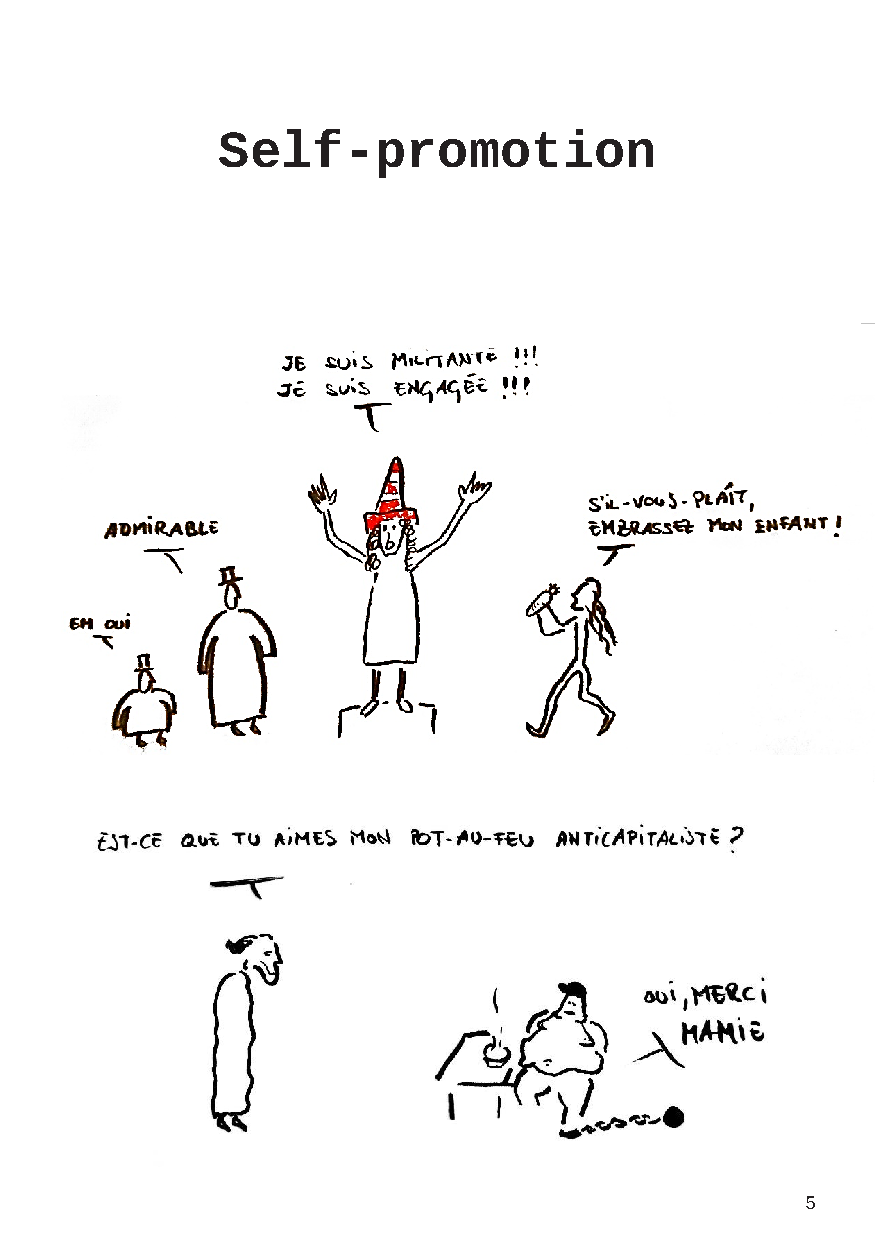 Self-promotion
JE SUIS MILITANTE !!!
JE SUIS ENGAGÉE !!!
S'IL-VOUS-PLAÎT,
EMBRASSEZ MON ENFANT !
ADMIRABLE
EM OUI
EST-CE QUE TU AIMES MON POT-AU-FEU ANTICAPITALISTE ?
OUI, MERCI
MAMIE
5